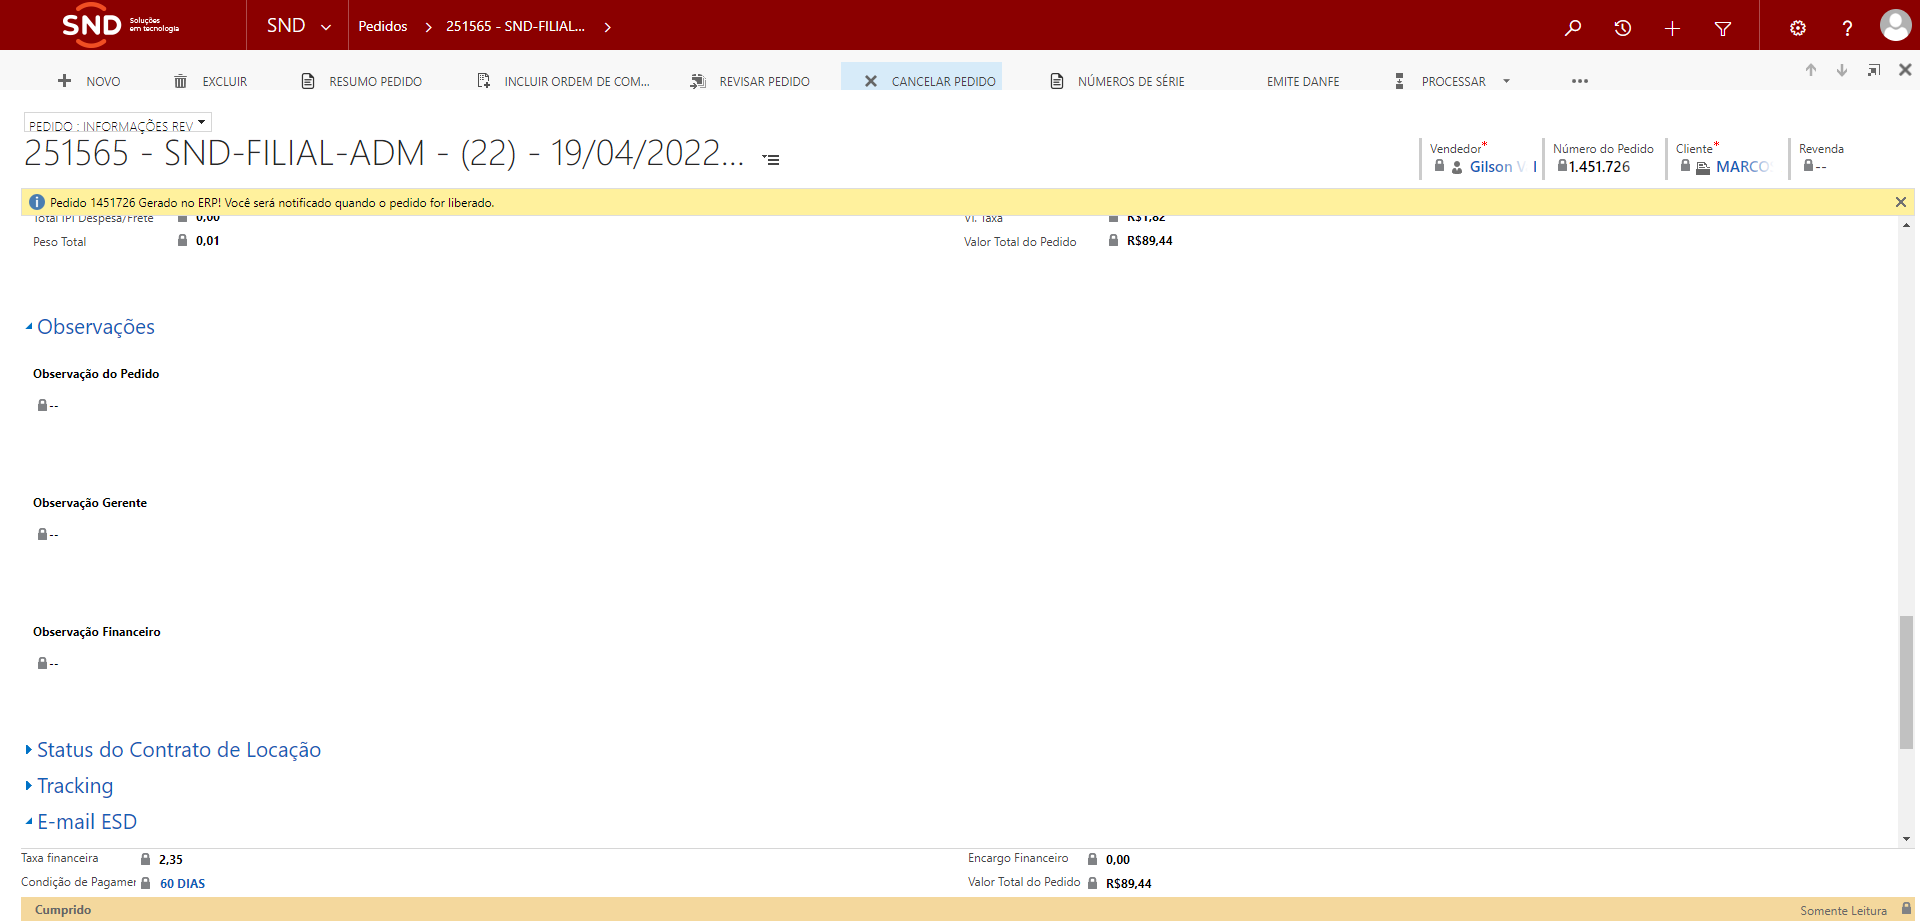 SND Soluções
em tecnologia
SND
Pedidos > 251565 - SND-FILIAL... >
NOVO
EXCLUIR
RESUMO PEDIDO
INCLUIR ORDEM DE COM...
REVISAR PEDIDO
CANCELAR PEDIDO
NÚMEROS DE SÉRIE
EMITE DANFE
PROCESSAR
PEDIDO : INFORMAÇÕES REV
251565 - SND-FILIAL-ADM - (22) - 19/04/2022...
Vendedor*
Gilson
Número do Pedido
1.451.726
Cliente*
MARCO
Revenda
--
Pedido 1451726 Gerado no ERP! Você será notificado quando o pedido for liberado.
Total IPI Despesa/Frete 0,00
Vl. Taxa R$1,82
Peso Total 0,01
Valor Total do Pedido R$89,44
Observações
Observação do Pedido
--
Observação Gerente
--
Observação Financeiro
--
Status do Contrato de Locação
Tracking
E-mail ESD
Taxa financeira 2,35
Encargo Financeiro 0,00
Condição de Pagamer 60 DIAS
Valor Total do Pedido R$89,44
Cumprido
Somente Leitura